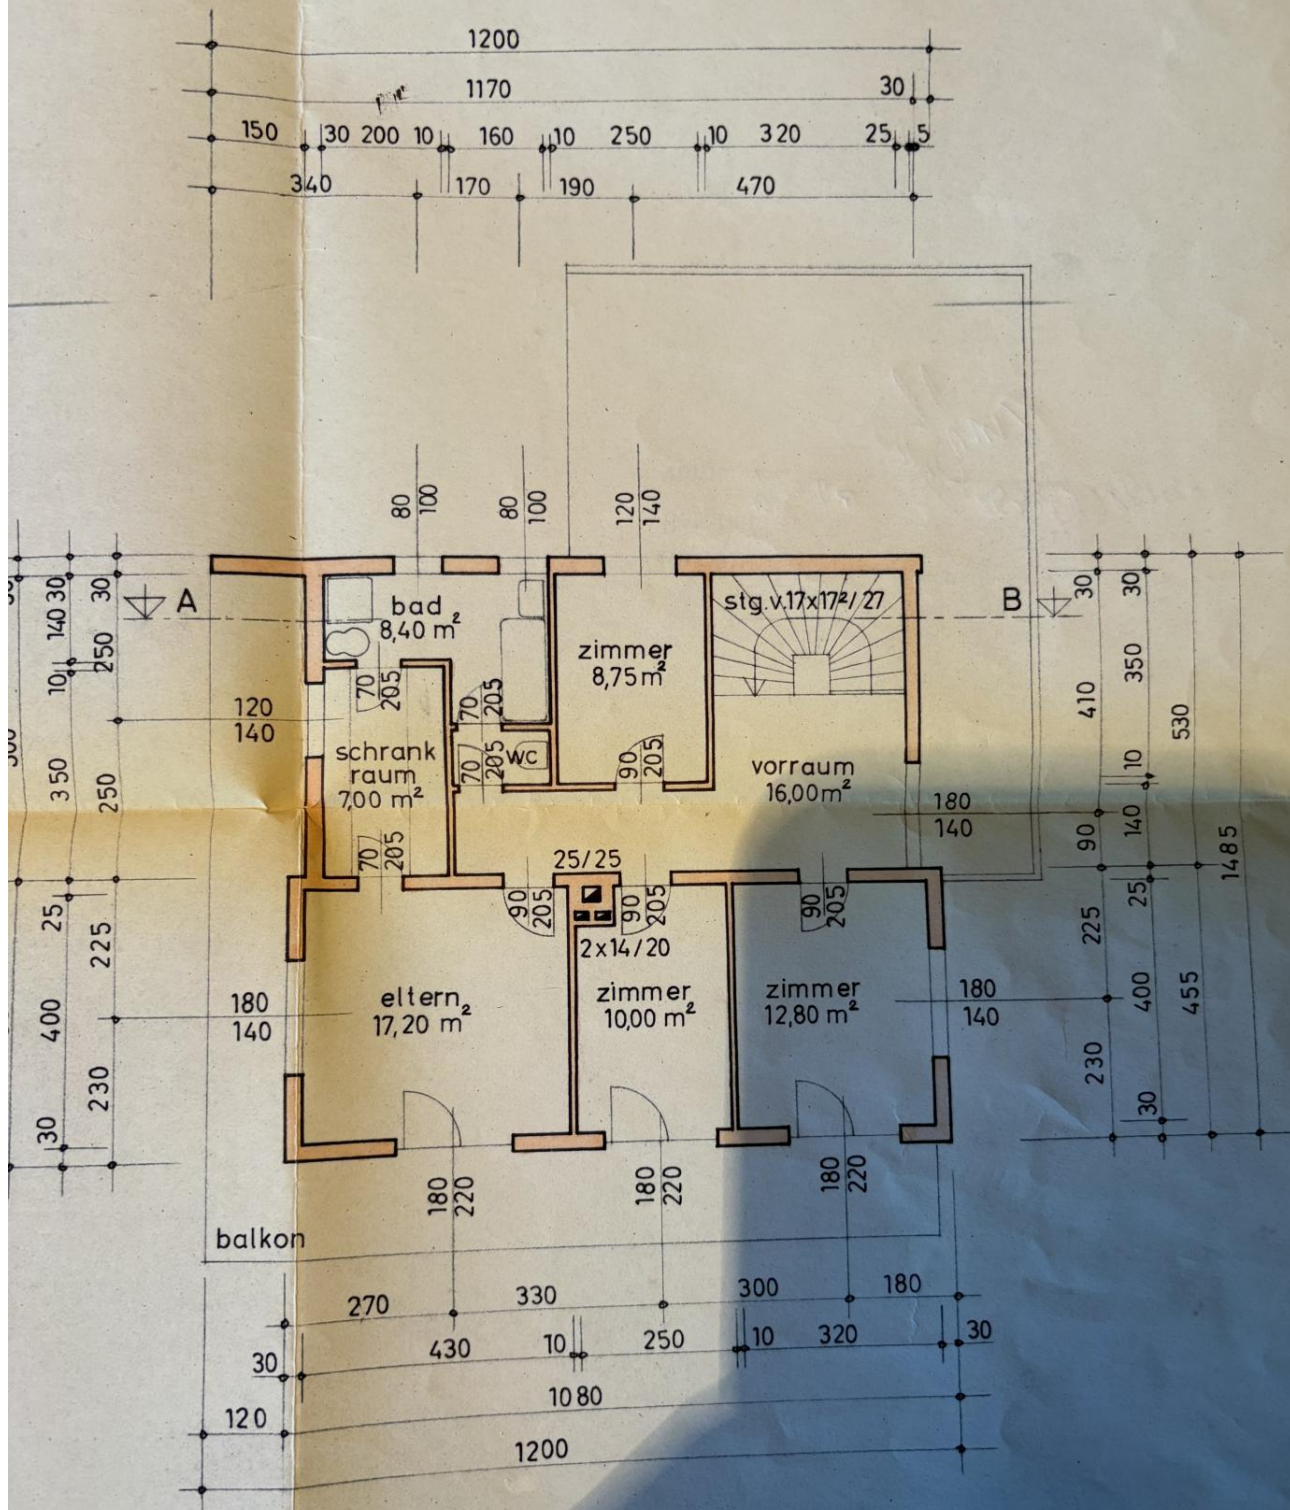 1200
1170 30
150 30 200 10 160 10 250 10 320 25 5
340 170 190 470
80
100
80
100
120
140
A
B
bad
8,40 m²
stg.v.17x17²/27
zimmer
8,75 m²
70
205
70
205
70
205
wc
90
205
120
140
schrank
raum
7,00 m²
vorraum
16,00 m²
180
140
70
205
25/25
90
205
90
205
90
205
2x14/20
180
140
eltern
17,20 m²
zimmer
10,00 m²
zimmer
12,80 m²
180
140
180
220
180
220
180
220
balkon
30 140 10 350 25 400 30
30 250 250 225 230
30 410 90 225 230
30 350 10 140 25 400 30
530 455
1485
270 330 300 180
30 430 10 250 10 320 30
120 1080
1200